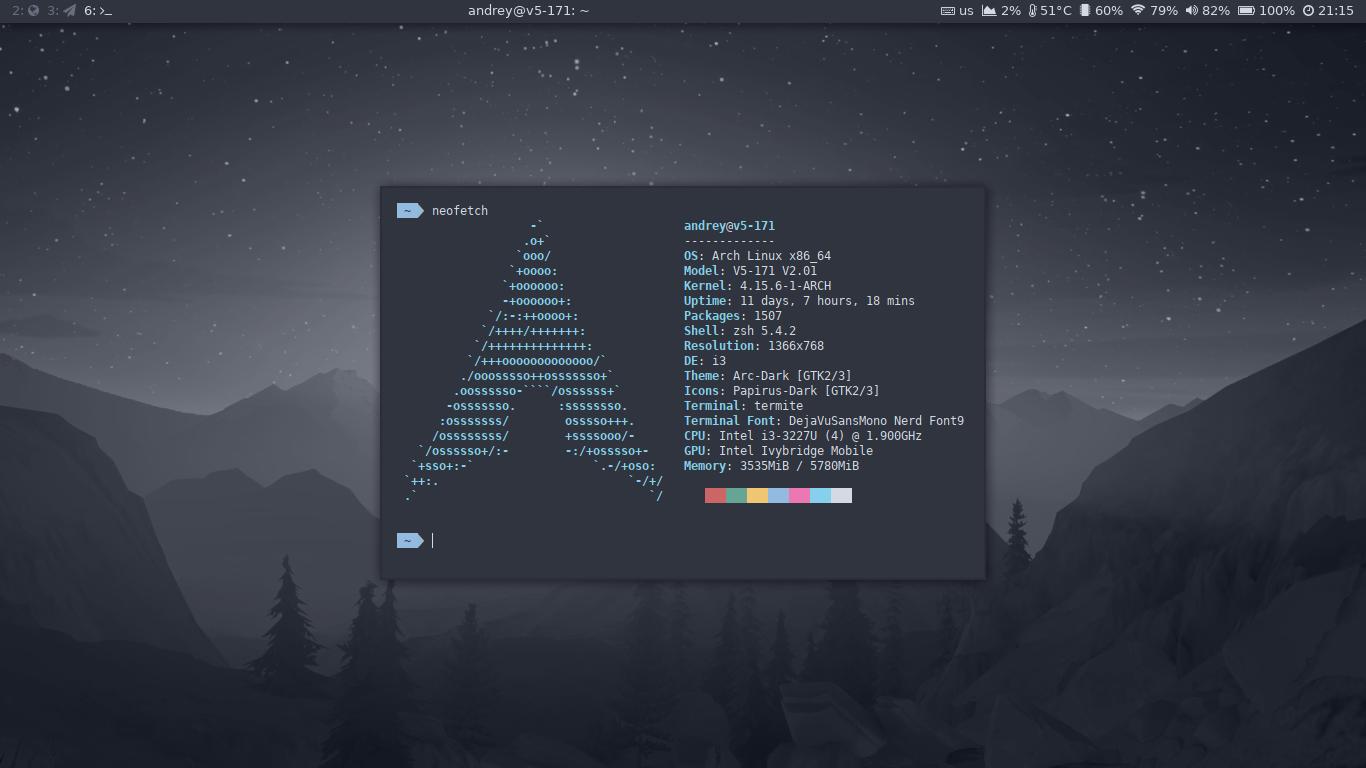 2: 3: 6: andrey@v5-171: ~ us 2% 51°C 60% 79% 82% 100% 21:15
~ neofetch
-` andrey@v5-171
.o+` -------------
`ooo/ OS: Arch Linux x86_64
`+oooo: Model: V5-171 V2.01
`+oooooo: Kernel: 4.15.6-1-ARCH
-+oooooo+: Uptime: 11 days, 7 hours, 18 mins
`/:-:++oooo+: Packages: 1507
`/++++/+++++++: Shell: zsh 5.4.2
`/++++++++++++++: Resolution: 1366x768
`/+++ooooooooooooo/` DE: i3
./ooosssso++osssssso+` Theme: Arc-Dark [GTK2/3]
.oossssso-````/ossssss+` Icons: Papirus-Dark [GTK2/3]
-osssssso. :ssssssso. Terminal: termite
:osssssss/ osssso+++. Terminal Font: DejaVuSansMono Nerd Font9
/ossssssss/ +ssssooo/- CPU: Intel i3-3227U (4) @ 1.900GHz
`/ossssso+/:- -:/+osssso+- GPU: Intel Ivybridge Mobile
`+sso+:-` `.-/+oso: Memory: 3535MiB / 5780MiB
`++:. `-/+/
.` `/
~